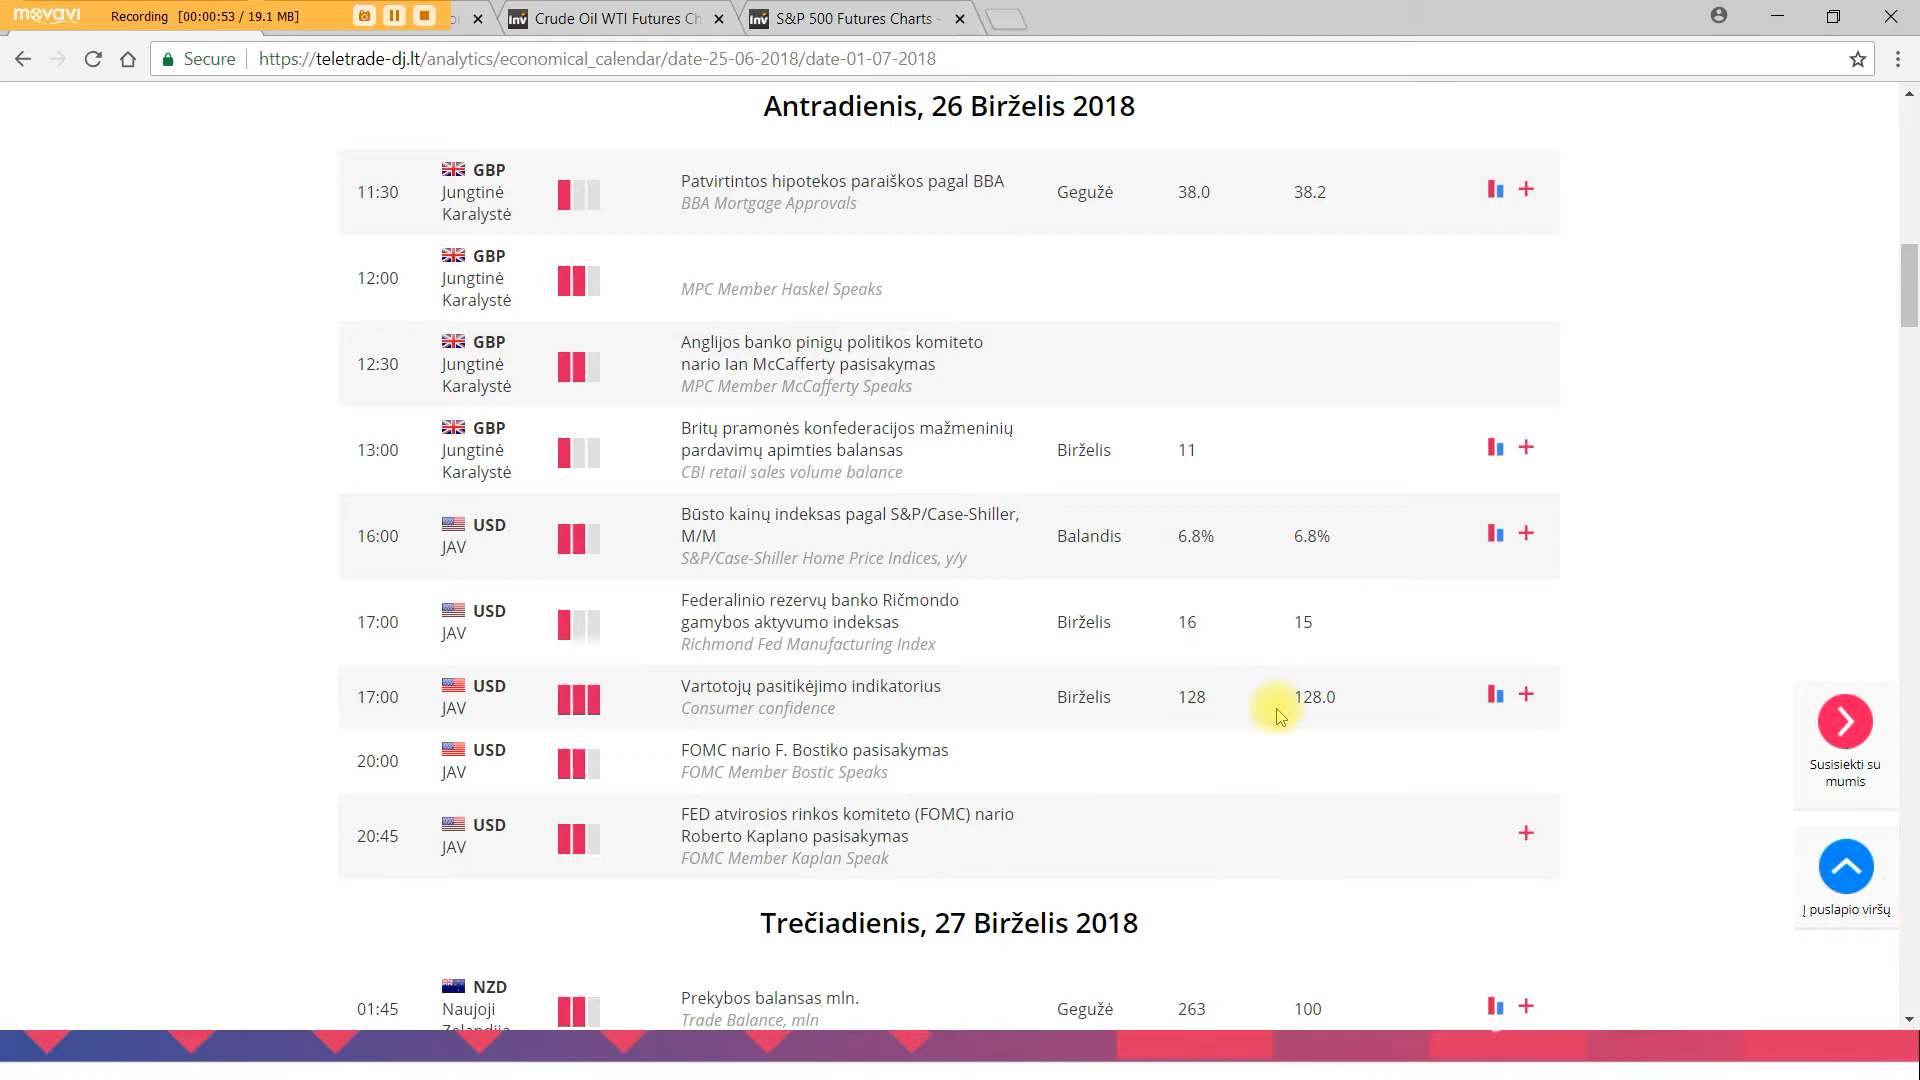 movavi
Recording [00:00:53 / 19.1 MB]
Crude Oil WTI Futures Ch
S&P 500 Futures Charts -
Secure
https://teletrade-dj.lt/analytics/economical_calendar/date-25-06-2018/date-01-07-2018
Antradienis, 26 Birželis 2018
11:30
GBP
Jungtinė
Karalystė
Patvirtintos hipotekos paraiškos pagal BBA
BBA Mortgage Approvals
Gegužė
38.0
38.2
12:00
GBP
Jungtinė
Karalystė
MPC Member Haskel Speaks
12:30
GBP
Jungtinė
Karalystė
Anglijos banko pinigų politikos komiteto
nario Ian McCafferty pasisakymas
MPC Member McCafferty Speaks
13:00
GBP
Jungtinė
Karalystė
Britų pramonės konfederacijos mažmeninių
pardavimų apimties balansas
CBI retail sales volume balance
Birželis
11
16:00
USD
JAV
Būsto kainų indeksas pagal S&P/Case-Shiller,
M/M
S&P/Case-Shiller Home Price Indices, y/y
Balandis
6.8%
6.8%
17:00
USD
JAV
Federalinio rezervų banko Ričmondo
gamybos aktyvumo indeksas
Richmond Fed Manufacturing Index
Birželis
16
15
17:00
USD
JAV
Vartotojų pasitikėjimo indikatorius
Consumer confidence
Birželis
128
128.0
20:00
USD
JAV
FOMC nario F. Bostiko pasisakymas
FOMC Member Bostic Speaks
20:45
USD
JAV
FED atvirosios rinkos komiteto (FOMC) nario
Roberto Kaplano pasisakymas
FOMC Member Kaplan Speak
Susisiekti su
mumis
Į puslapio viršų
Trečiadienis, 27 Birželis 2018
01:45
NZD
Naujoji
Zelandija
Prekybos balansas mln.
Trade Balance, mln
Gegužė
263
100